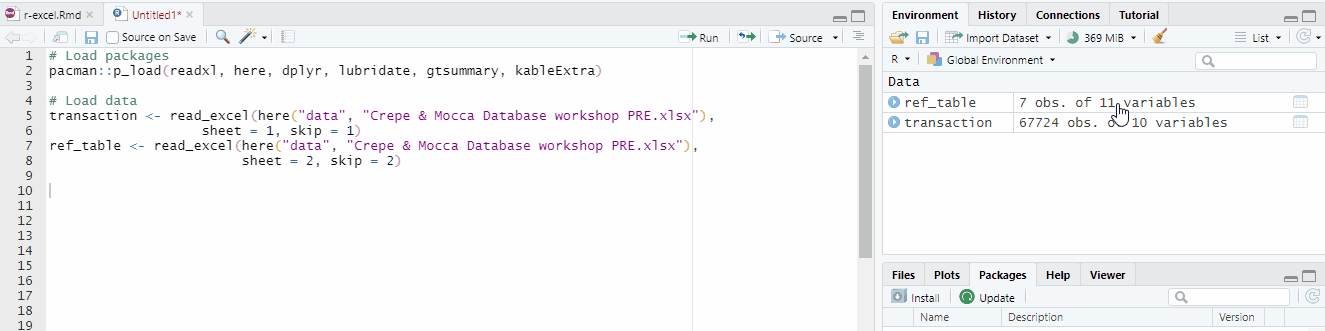 r-excel.Rmd Untitled1*
Source on Save Run Source
1 # Load packages
2 pacman::p_load(readxl, here, dplyr, lubridate, gtsummary, kableExtra)
3
4 # Load data
5 transaction <- read_excel(here("data", "Crepe & Mocca Database workshop PRE.xlsx"),
6 sheet = 1, skip = 1)
7 ref_table <- read_excel(here("data", "Crepe & Mocca Database workshop PRE.xlsx"),
8 sheet = 2, skip = 2)
9
10
11
12
13
14
15
16
17
18
19
Environment History Connections Tutorial
Import Dataset 369 MiB List
R Global Environment
Data
ref_table 7 obs. of 11 variables
transaction 67724 obs. of 10 variables
Files Plots Packages Help Viewer
Install Update
Name Description Version